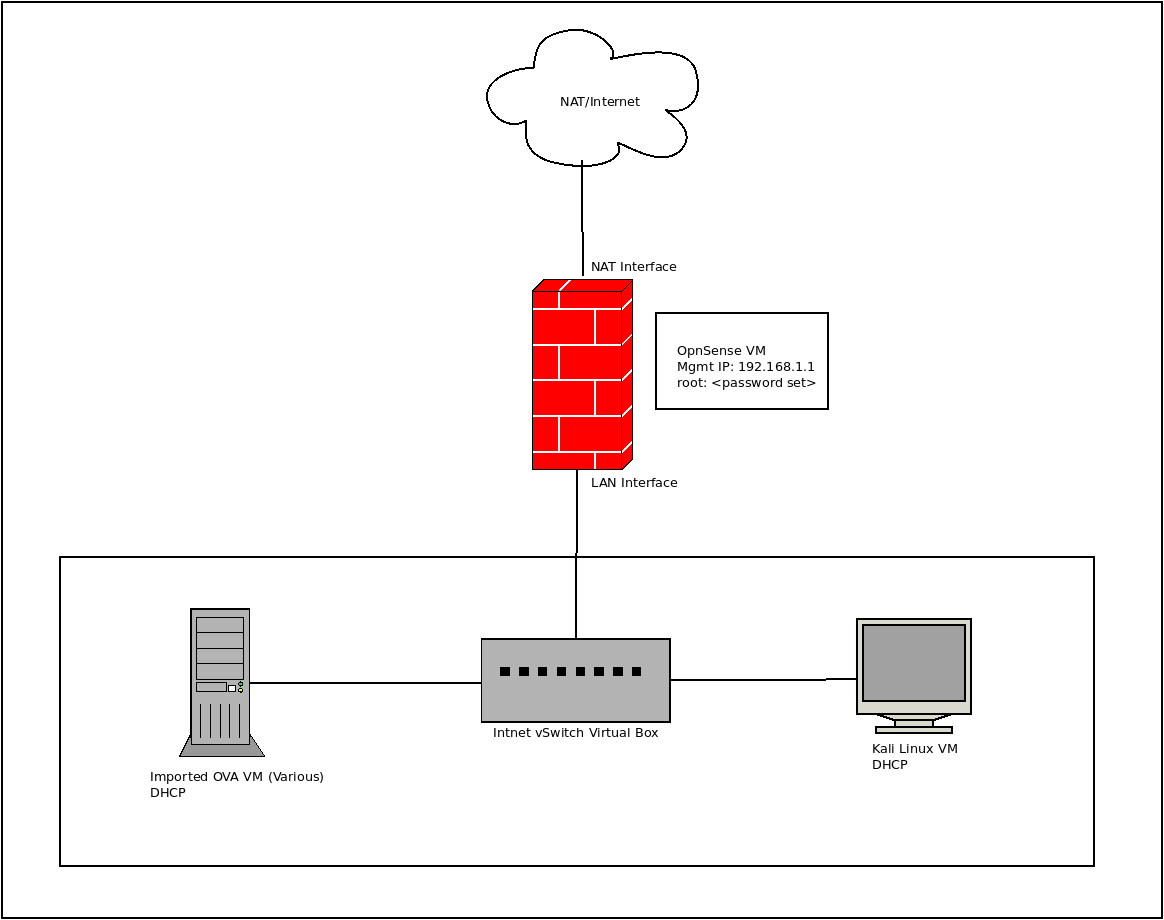 NAT/Internet
NAT Interface
OpnSense VM
Mgmt IP: 192.168.1.1
root: <password set>
LAN Interface
Intnet vSwitch Virtual Box
Imported OVA VM (Various)
DHCP
Kali Linux VM
DHCP